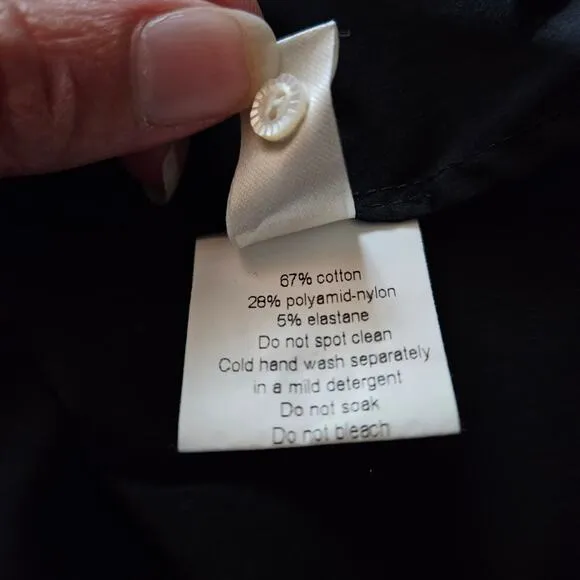 67% cotton
28% polyamid-nylon
5% elastane
Do not spot clean
Cold hand wash separately
in a mild detergent
Do not soak
Do not bleach